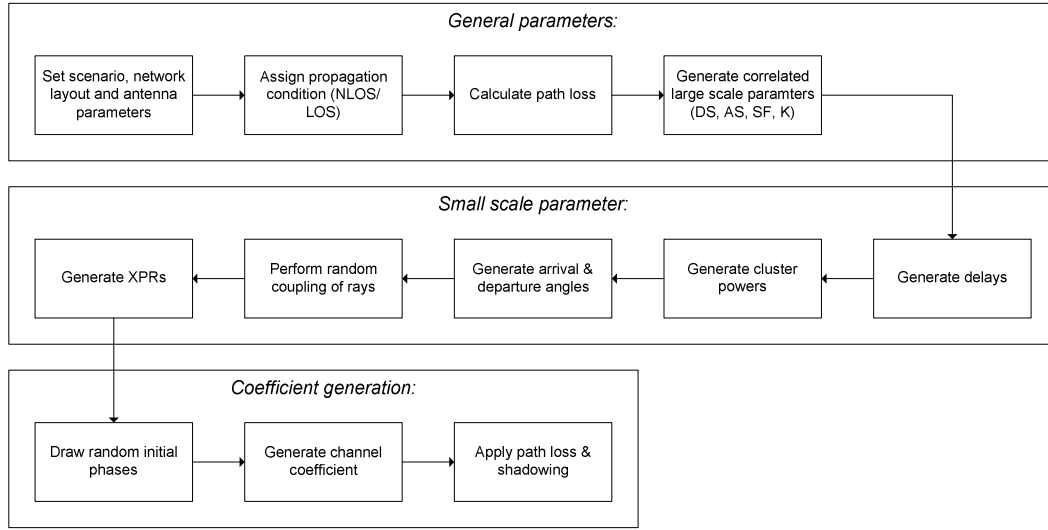 General parameters:
Set scenario, network
layout and antenna
parameters
Assign propagation
condition (NLOS/
LOS)
Calculate path loss
Generate correlated
large scale paramters
(DS, AS, SF, K)
Small scale parameter:
Generate XPRs
Perform random
coupling of rays
Generate arrival &
departure angles
Generate cluster
powers
Generate delays
Coefficient generation:
Draw random initial
phases
Generate channel
coefficient
Apply path loss &
shadowing